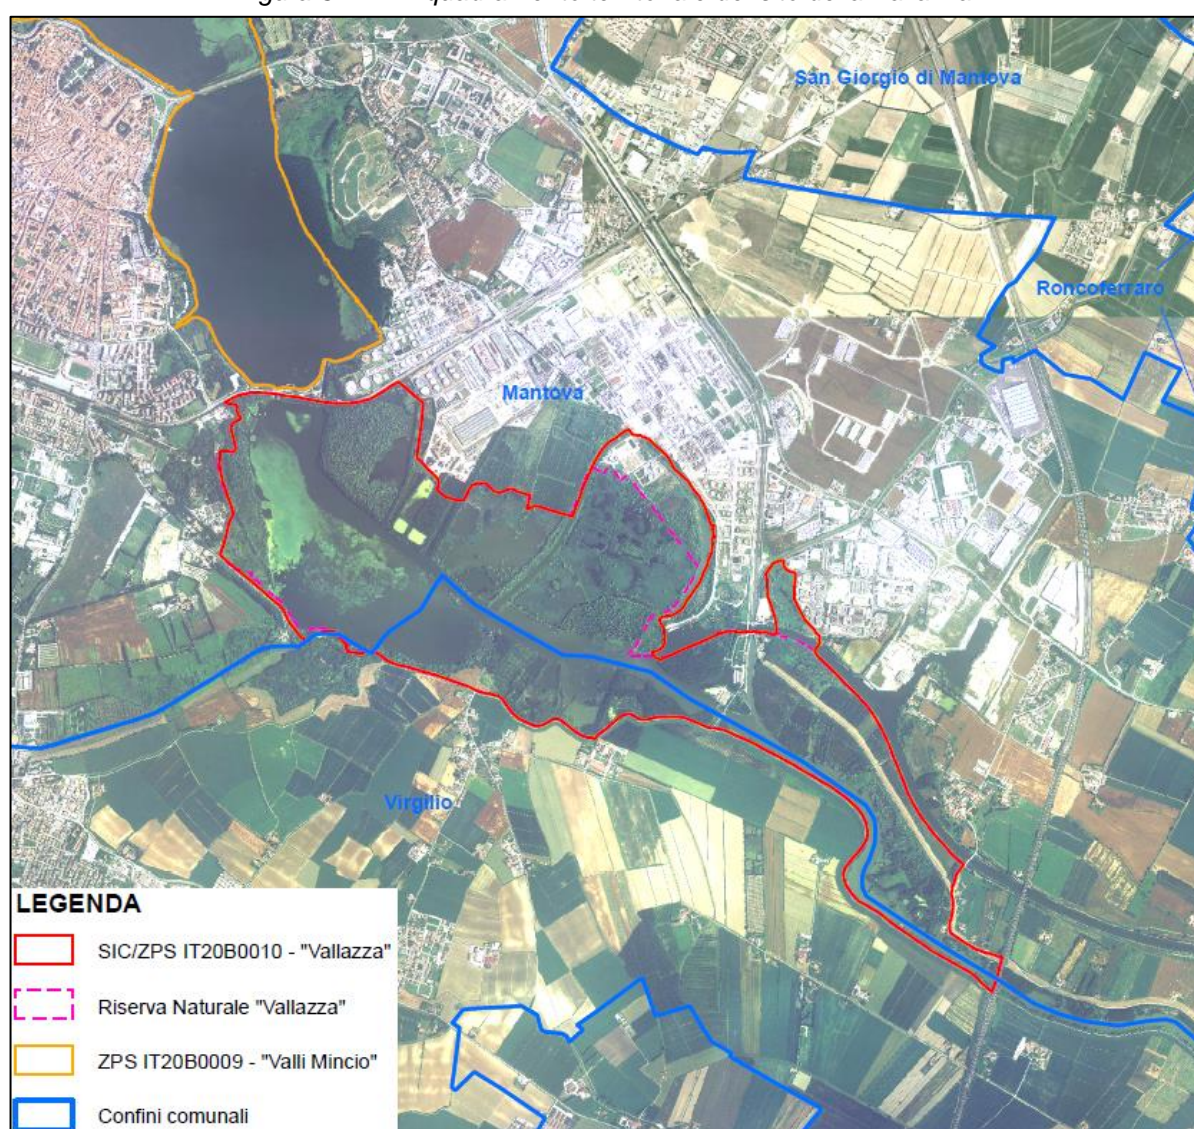 San Giorgio di Mantova
Roncoferraro
Mantova
Virgilio
LEGENDA
SIC/ZPS IT20B0010 - "Vallazza"
Riserva Naturale "Vallazza"
ZPS IT20B0009 - "Valli Mincio"
Confini comunali